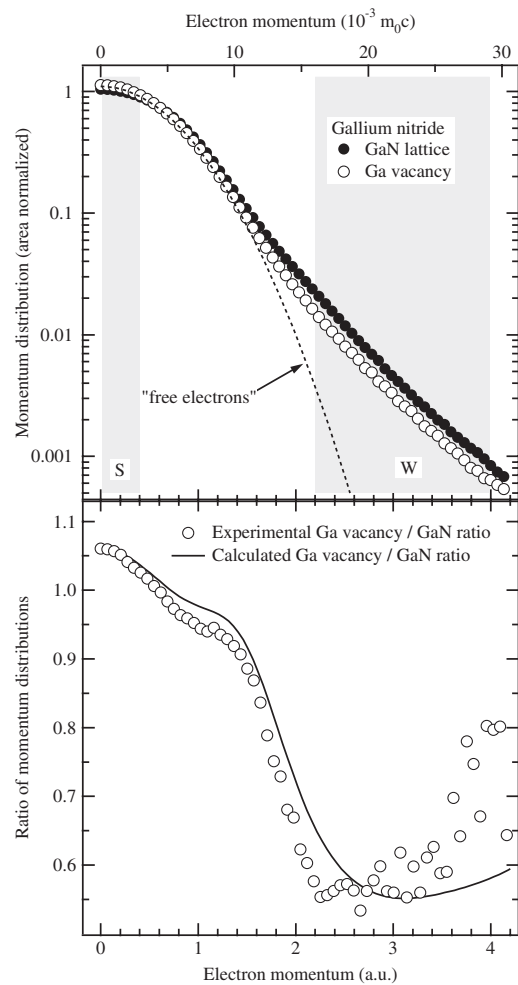 Electron momentum (10⁻³ m₀c)
0 5 10 15 20 25 30
Momentum distribution (area normalized)
1
0.1
0.01
0.001
Gallium nitride
GaN lattice
Ga vacancy
"free electrons"
S
W
Ratio of momentum distributions
1.1
1.0
0.9
0.8
0.7
0.6
Experimental Ga vacancy / GaN ratio
Calculated Ga vacancy / GaN ratio
0 1 2 3 4
Electron momentum (a.u.)